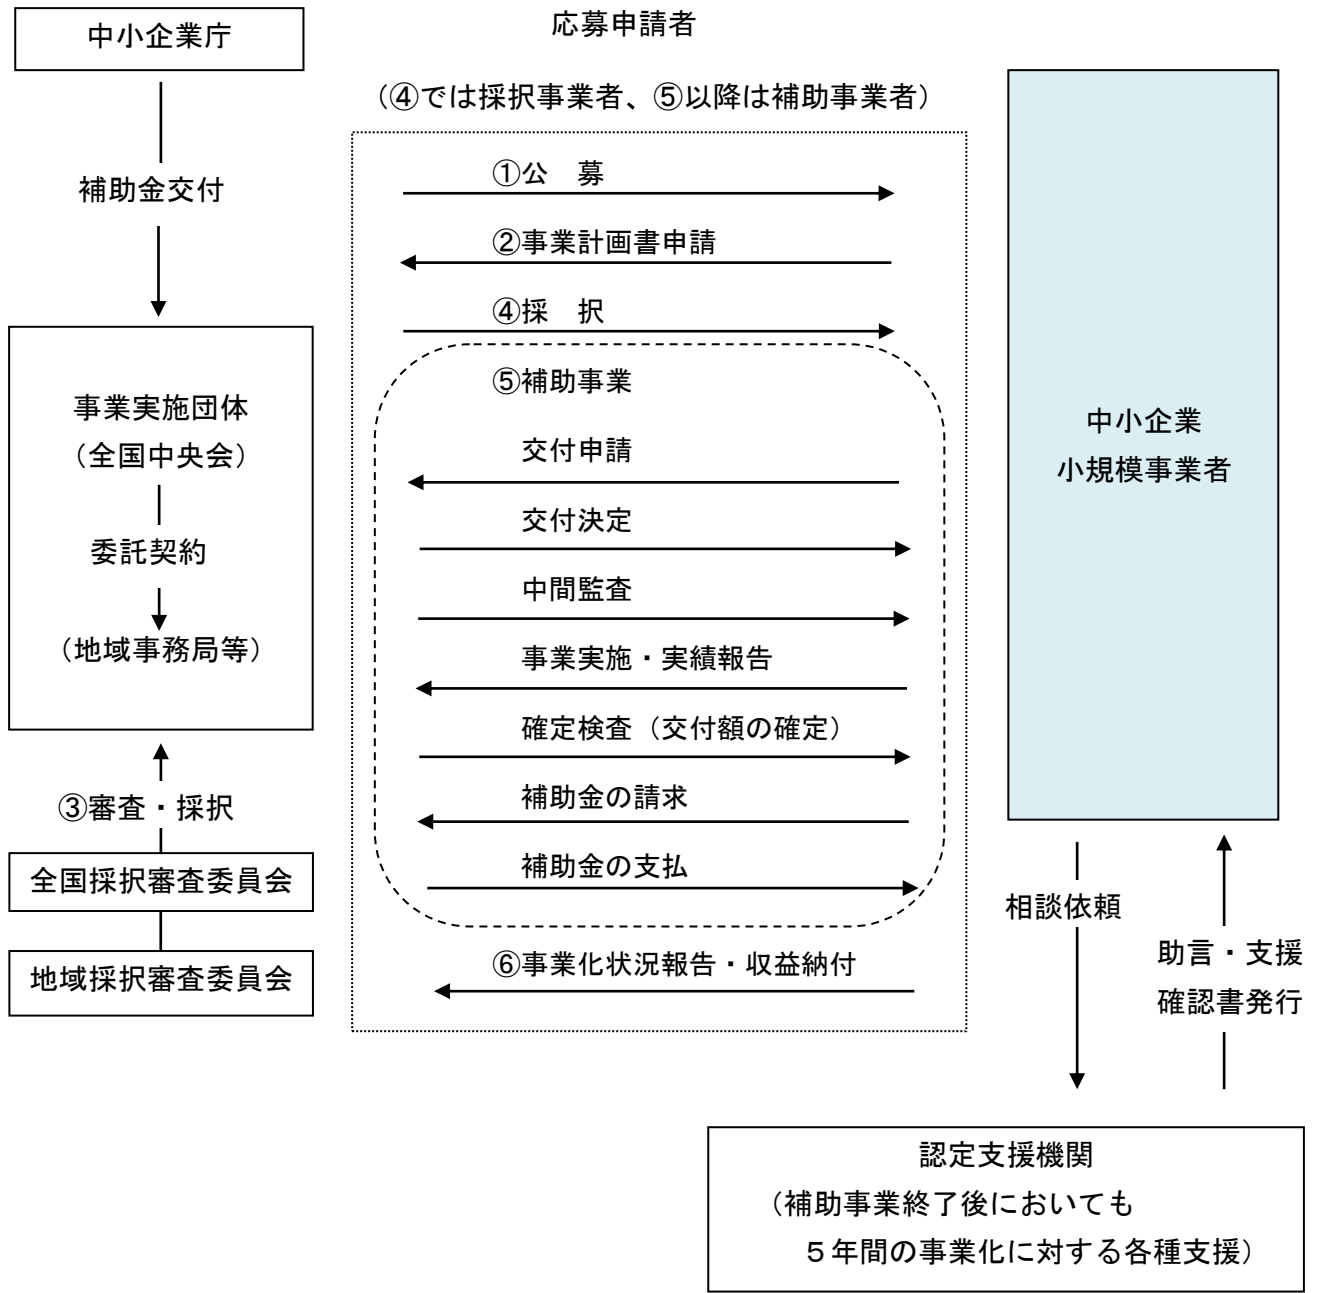 中小企業庁
応募申請者
（④では採択事業者、⑤以降は補助事業者）
補助金交付
①公　募
②事業計画書申請
④採　択
⑤補助事業
事業実施団体
（全国中央会）
委託契約
（地域事務局等）
交付申請
交付決定
中間監査
事業実施・実績報告
確定検査（交付額の確定）
補助金の請求
補助金の支払
中小企業
小規模事業者
③審査・採択
全国採択審査委員会
地域採択審査委員会
⑥事業化状況報告・収益納付
相談依頼
助言・支援
確認書発行
認定支援機関
（補助事業終了後においても
５年間の事業化に対する各種支援）